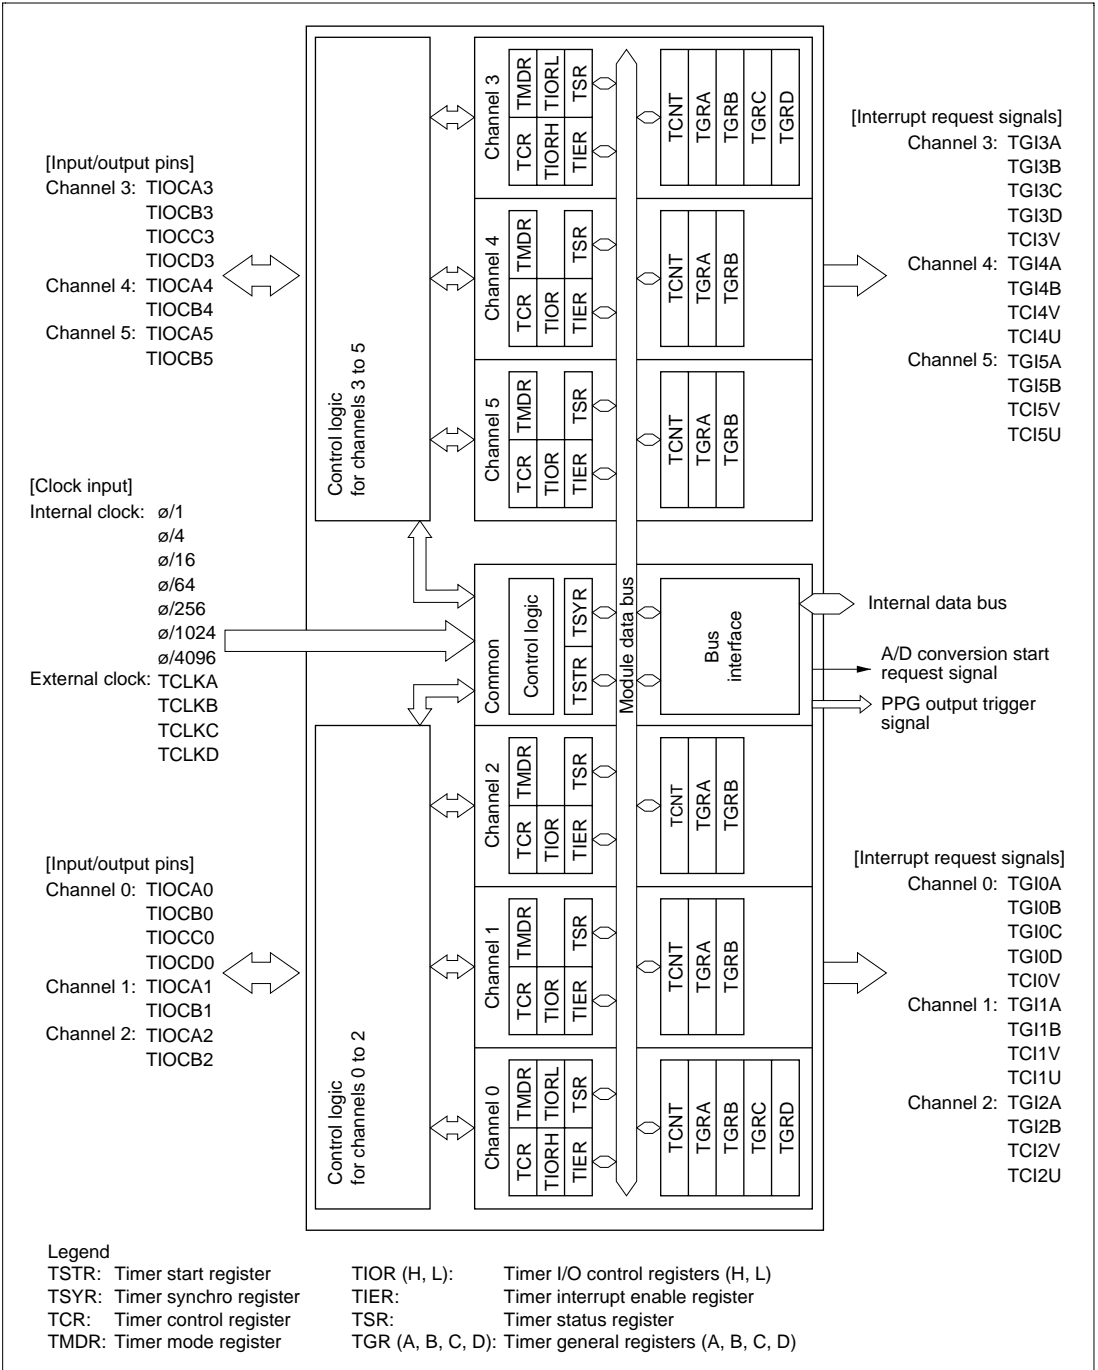 [Input/output pins]
Channel 3: TIOCA3
TIOCB3
TIOCC3
TIOCD3
Channel 4: TIOCA4
TIOCB4
Channel 5: TIOCA5
TIOCB5
[Clock input]
Internal clock: ø/1
ø/4
ø/16
ø/64
ø/256
ø/1024
ø/4096
External clock: TCLKA
TCLKB
TCLKC
TCLKD
[Input/output pins]
Channel 0: TIOCA0
TIOCB0
TIOCC0
TIOCD0
Channel 1: TIOCA1
TIOCB1
Channel 2: TIOCA2
TIOCB2
Control logic
for channels 3 to 5
Control logic
for channels 0 to 2
Channel 3
TCR TMDR
TIORH TIORL
TIER TSR
TCNT
TGRA
TGRB
TGRC
TGRD
Channel 4
TCR TMDR
TIOR
TIER TSR
TCNT
TGRA
TGRB
Channel 5
TCR TMDR
TIOR
TIER TSR
TCNT
TGRA
TGRB
Common
Control logic
TSTR TSYR
Module data bus
Bus
interface
Channel 2
TCR TMDR
TIOR
TIER TSR
TCNT
TGRA
TGRB
Channel 1
TCR TMDR
TIOR
TIER TSR
TCNT
TGRA
TGRB
Channel 0
TCR TMDR
TIORH TIORL
TIER TSR
TCNT
TGRA
TGRB
TGRC
TGRD
[Interrupt request signals]
Channel 3: TGI3A
TGI3B
TGI3C
TGI3D
TCI3V
Channel 4: TGI4A
TGI4B
TCI4V
TCI4U
Channel 5: TGI5A
TGI5B
TCI5V
TCI5U
Internal data bus
A/D conversion start
request signal
PPG output trigger
signal
[Interrupt request signals]
Channel 0: TGI0A
TGI0B
TGI0C
TGI0D
TCI0V
Channel 1: TGI1A
TGI1B
TCI1V
TCI1U
Channel 2: TGI2A
TGI2B
TCI2V
TCI2U
Legend
TSTR: Timer start register
TSYR: Timer synchro register
TCR: Timer control register
TMDR: Timer mode register
TIOR (H, L): Timer I/O control registers (H, L)
TIER: Timer interrupt enable register
TSR: Timer status register
TGR (A, B, C, D): Timer general registers (A, B, C, D)